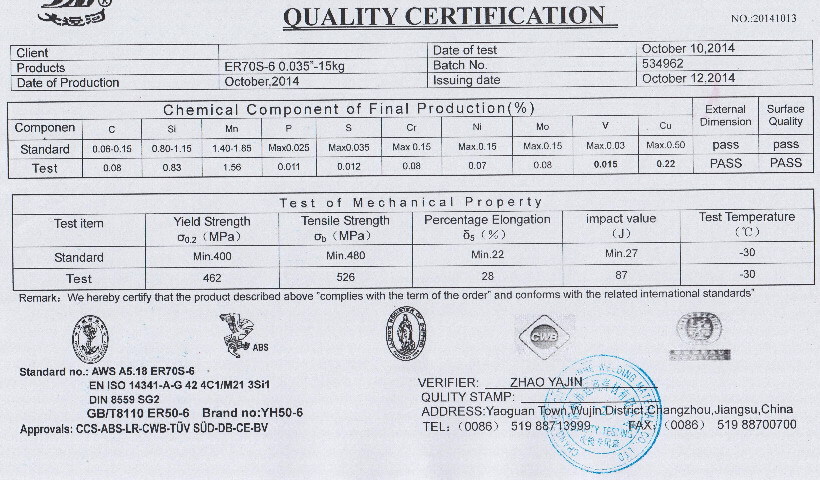 大运河 ®
QUALITY CERTIFICATION
NO.:20141013
Client Date of test October 10,2014
Products ER70S-6 0.035"-15kg Batch No. 534962
Date of Production October,2014 Issuing date October 12,2014
Chemical Component of Final Production(%) External Dimension Surface Quality
Componen C Si Mn P S Cr Ni Mo V Cu
Standard 0.06-0.15 0.80-1.15 1.40-1.85 Max0.025 Max0.035 Max 0.15 Max.0.15 Max.0.15 Max.0.03 Max.0.50 pass pass
Test 0.08 0.83 1.56 0.011 0.012 0.08 0.07 0.08 0.015 0.22 PASS PASS
Test of Mechanical Property
Test item Yield Strength σ0.2（MPa） Tensile Strength σb（MPa） Percentage Elongation δ5（%） impact value（J） Test Temperature（℃）
Standard Min.400 Min.480 Min.22 Min.27 -30
Test 462 526 28 87 -30
Remark：We hereby certify that the product described above "complies with the term of the order" and conforms with the related international standards"
ABS
CWB
Standard no.: AWS A5.18 ER70S-6
EN ISO 14341-A-G 42 4C1/M21 3Si1
DIN 8559 SG2
GB/T8110 ER50-6 Brand no:YH50-6
Approvals: CCS-ABS-LR-CWB-TÜV SÜD-DB-CE-BV
VERIFIER: ZHAO YAJIN
QULITY STAMP:
ADDRESS:Yaoguan Town,Wujin District,Changzhou,Jiangsu,China
TEL:（0086） 519 88713999 FAX:（0086） 519 88700700